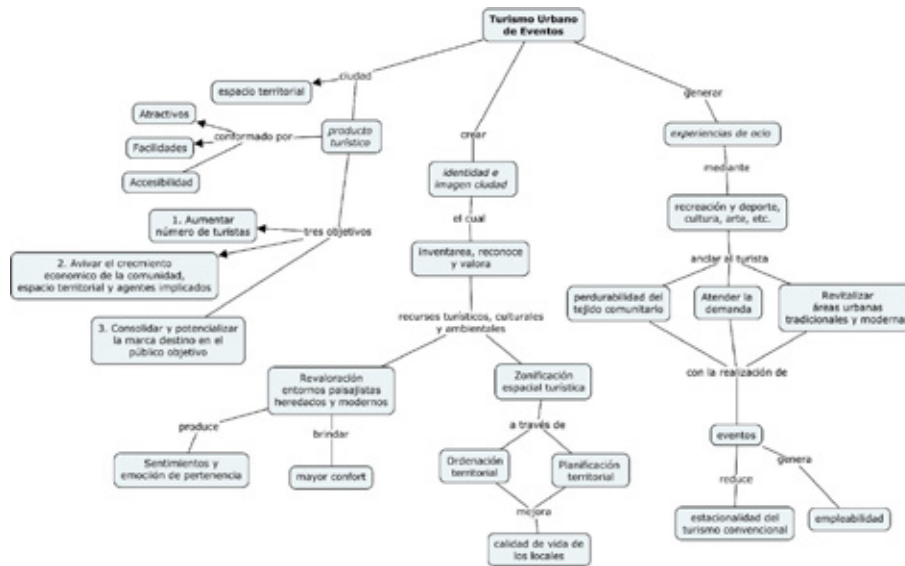 Turismo Urbano
de Eventos
ciudad
espacio territorial
generar
Atractivos
conformado por
producto
turístico
crear
experiencias de ocio
Facilidades
mediante
Accesibilidad
identidad e
imagen ciudad
recreación y deporte,
cultura, arte, etc.
1. Aumentar
número de turistas
tres objetivos
el cual
inventarea, reconoce
y valora
anclar al turista
2. Avivar el crecmiento
economico de la comunidad,
espacio territorial y agentes implicados
perdurabilidad del
tejido comunitario
Atender la
demanda
Revitalizar
áreas urbanas
tradicionales y modernas
3. Consolidar y potencializar
la marca destino en el
público objetivo
recurses turísticos, culturales
y ambientales
Revaloración
entornos paisajistas
heredados y modernos
Zonificación
espacial turística
con la realización de
produce
brindar
a través de
eventos
Sentimientos y
emoción de pertenencia
mayor confort
Ordenación
territorial
Planificación
territorial
genera
reduce
mejora
estacionalidad del
turismo convencional
empleabilidad
calidad de vida de
los locales